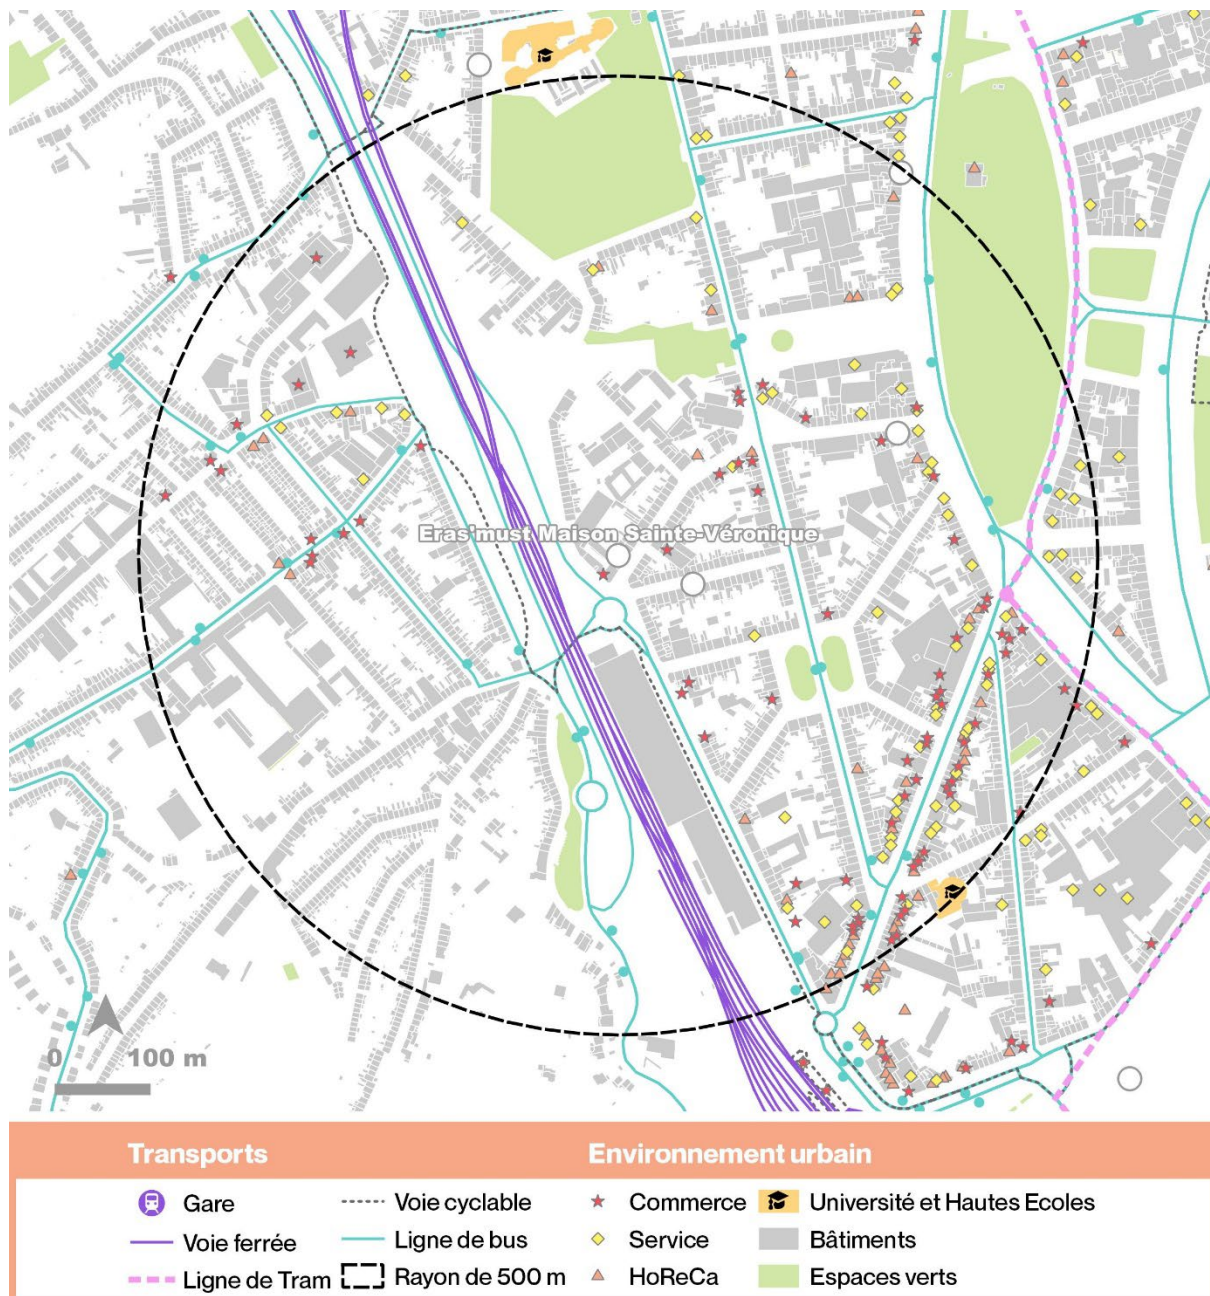 Eras'must Maison Sainte-Véronique
0 100 m
Transports
Environnement urbain
Gare
Voie cyclable
Commerce
Université et Hautes Ecoles
Voie ferrée
Ligne de bus
Service
Bâtiments
Ligne de Tram
Rayon de 500 m
HoReCa
Espaces verts